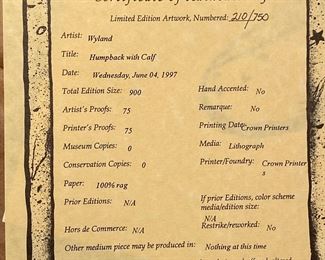 Certificate of
Limited Edition Artwork, Numbered: 210/750
Artist: Wyland
Title: Humpback with Calf
Date: Wednesday, June 04, 1997
Total Edition Size: 900
Hand Accented: No
Artist's Proofs: 75
Remarque: No
Printer's Proofs: 75
Printing Date: Crown Printers
Museum Copies: 0
Media: Lithograph
Conservation Copies: 0
Printer/Foundry: Crown Printers
Paper: 100% rag
If prior Editions, color scheme
media/edition size:
N/A
Prior Editions: N/A
Hors de Commerce: N/A
Restrike/reworked: No
Other medium piece may be produced in: Nothing at this time